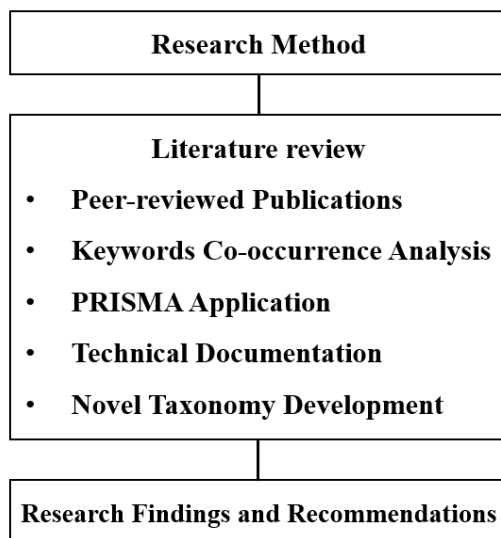 Research Method
Literature review
• Peer-reviewed Publications
• Keywords Co-occurrence Analysis
• PRISMA Application
• Technical Documentation
• Novel Taxonomy Development
Research Findings and Recommendations